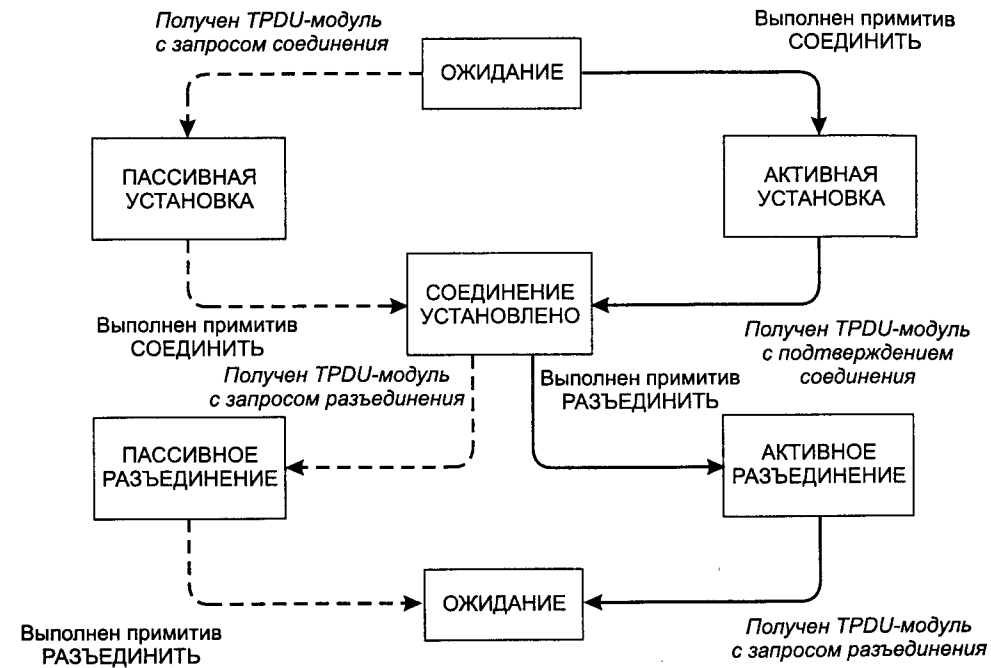 Получен TPDU-модуль
с запросом соединения
Выполнен примитив
СОЕДИНИТЬ
ОЖИДАНИЕ
ПАССИВНАЯ
УСТАНОВКА
АКТИВНАЯ
УСТАНОВКА
СОЕДИНЕНИЕ
УСТАНОВЛЕНО
Выполнен примитив
СОЕДИНИТЬ
Получен TPDU-модуль
с подтверждением
соединения
Получен TPDU-модуль
с запросом разъединения
Выполнен примитив
РАЗЪЕДИНИТЬ
ПАССИВНОЕ
РАЗЪЕДИНЕНИЕ
АКТИВНОЕ
РАЗЪЕДИНЕНИЕ
ОЖИДАНИЕ
Выполнен примитив
РАЗЪЕДИНИТЬ
Получен TPDU-модуль
с запросом разъединения